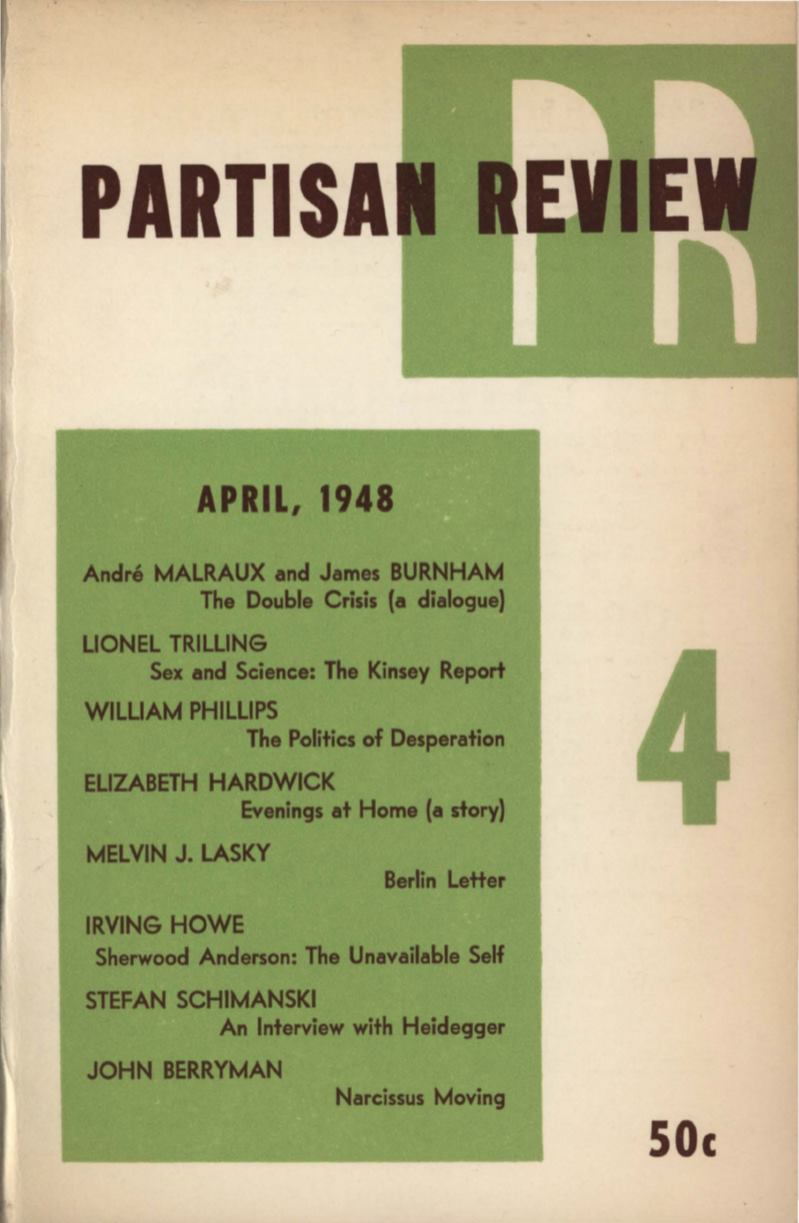 PR
PARTISAN REVIEW
APRIL, 1948
André MALRAUX and James BURNHAM
The Double Crisis (a dialogue)
LIONEL TRILLING
Sex and Science: The Kinsey Report
WILLIAM PHILLIPS
The Politics of Desperation
ELIZABETH HARDWICK
Evenings at Home (a story)
MELVIN J. LASKY
Berlin Letter
IRVING HOWE
Sherwood Anderson: The Unavailable Self
STEFAN SCHIMANSKI
An Interview with Heidegger
JOHN BERRYMAN
Narcissus Moving
4
50c